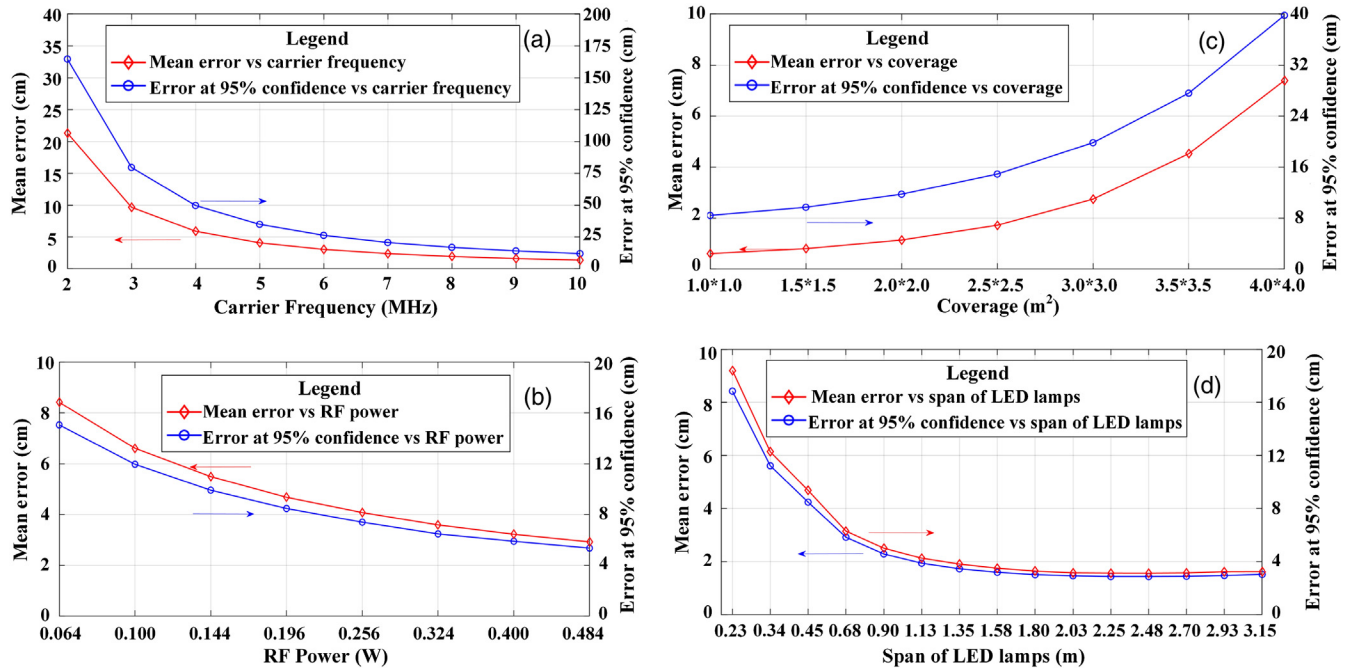 (a)
Legend
Mean error vs carrier frequency
Error at 95% confidence vs carrier frequency
Mean error (cm)
0
5
10
15
20
25
30
35
40
Error at 95% confidence (cm)
0
25
50
75
100
125
150
175
200
2 3 4 5 6 7 8 9 10
Carrier Frequency (MHz)
(c)
Legend
Mean error vs coverage
Error at 95% confidence vs coverage
Mean error (cm)
0
2
4
6
8
10
Error at 95% confidence (cm)
0
8
16
24
32
40
1.0*1.0 1.5*1.5 2.0*2.0 2.5*2.5 3.0*3.0 3.5*3.5 4.0*4.0
Coverage (m²)
(b)
Legend
Mean error vs RF power
Error at 95% confidence vs RF power
Mean error (cm)
0
2
4
6
8
10
Error at 95% confidence (cm)
0
4
8
12
16
20
0.064 0.100 0.144 0.196 0.256 0.324 0.400 0.484
RF Power (W)
(d)
Legend
Mean error vs span of LED lamps
Error at 95% confidence vs span of LED lamps
Mean error (cm)
0
2
4
6
8
10
Error at 95% confidence (cm)
0
4
8
12
16
20
0.23 0.34 0.45 0.68 0.90 1.13 1.35 1.58 1.80 2.03 2.25 2.48 2.70 2.93 3.15
Span of LED lamps (m)